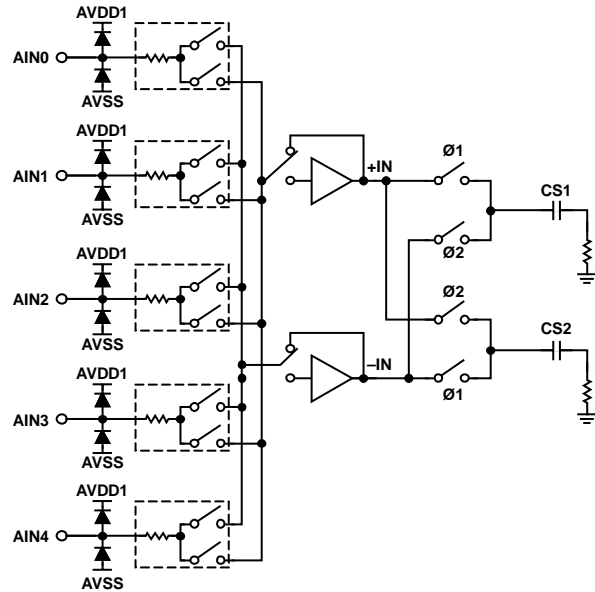 AVDD1
AIN0
AVSS
AVDD1
AIN1
AVSS
+IN
Ø1
CS1
Ø2
AVDD1
AIN2
AVSS
Ø2
CS2
–IN
Ø1
AVDD1
AIN3
AVSS
AVDD1
AIN4
AVSS